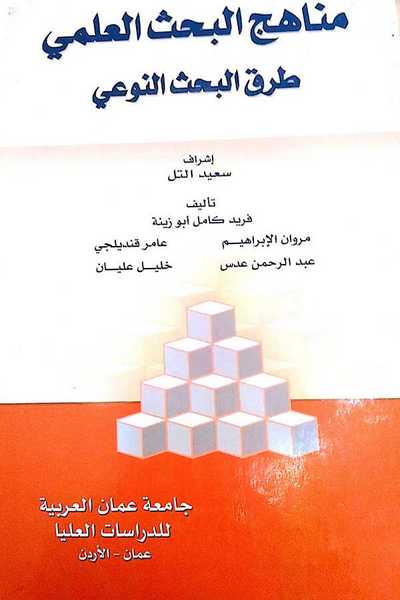 مناهج البحث العلمي
طرق البحث النوعي
إشراف
سعيد التل
تأليف
فريد كامل أبو زينة
مروان الإبراهيم عامر قنديلجي
عبد الرحمن عدس خليل عليان
جامعة عمان العربية
للدراسات العليا
عمان - الأردن